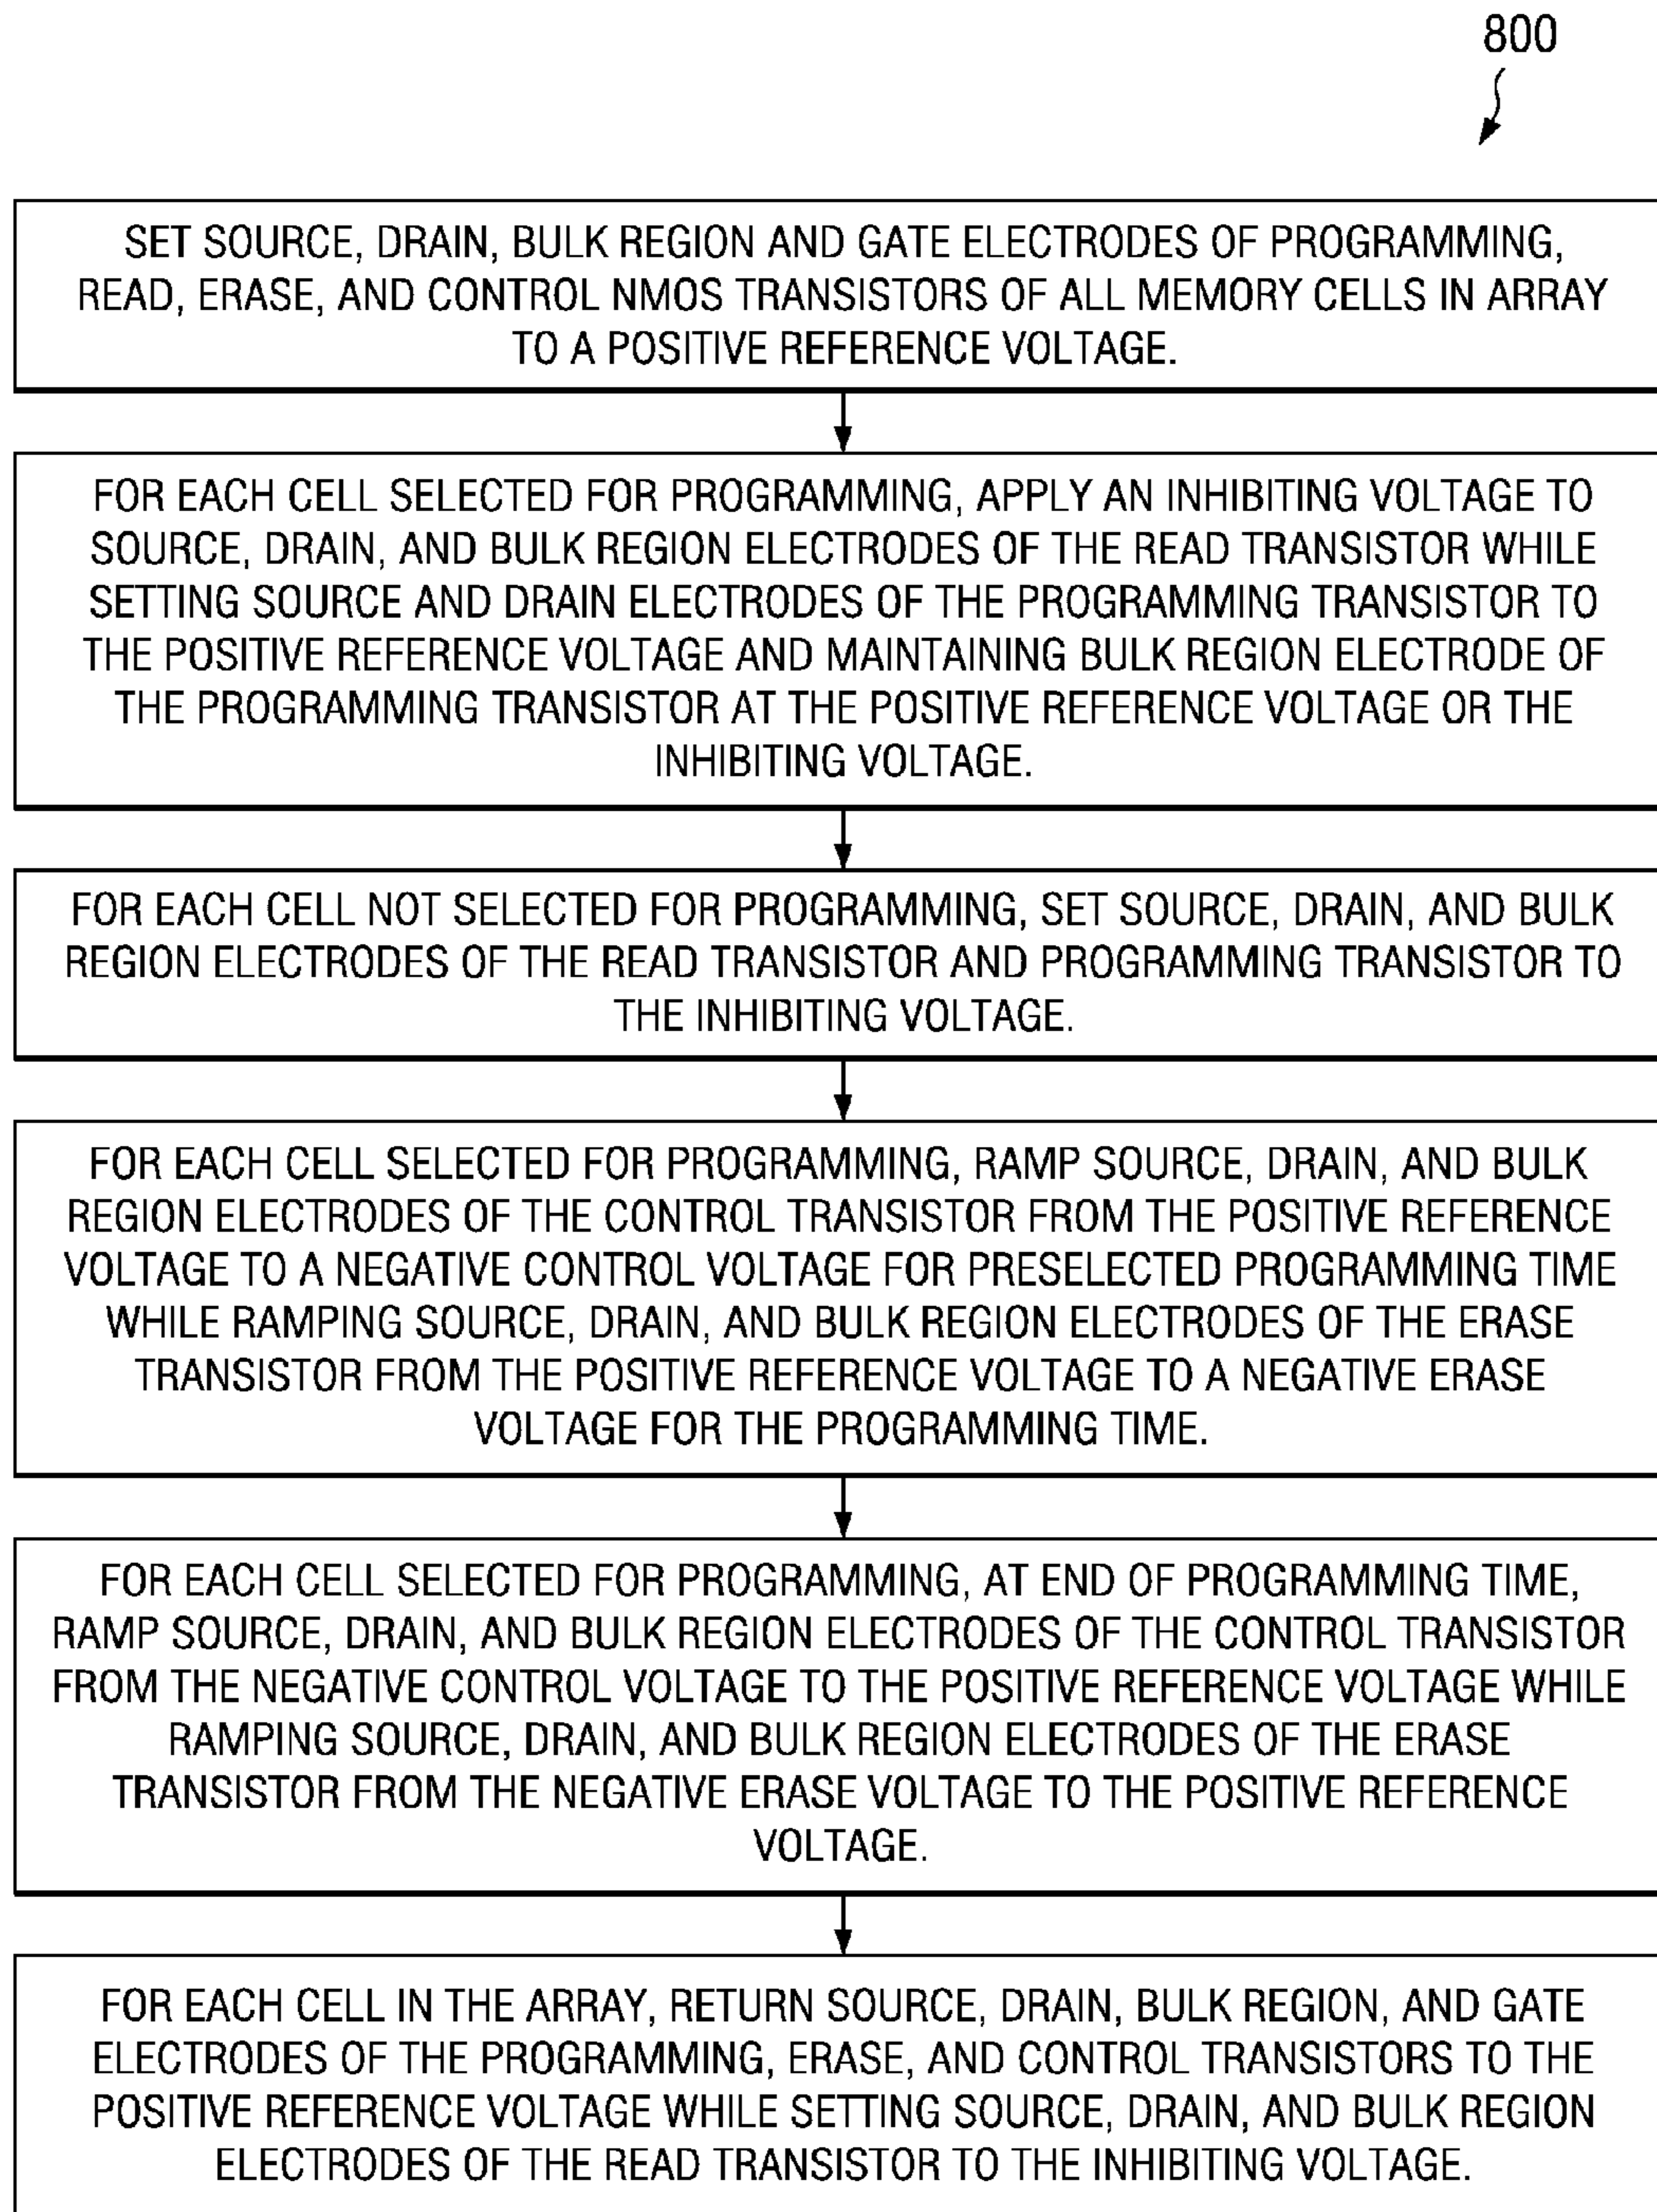 800
SET SOURCE, DRAIN, BULK REGION AND GATE ELECTRODES OF PROGRAMMING,
READ, ERASE, AND CONTROL NMOS TRANSISTORS OF ALL MEMORY CELLS IN ARRAY
TO A POSITIVE REFERENCE VOLTAGE.
FOR EACH CELL SELECTED FOR PROGRAMMING, APPLY AN INHIBITING VOLTAGE TO
SOURCE, DRAIN, AND BULK REGION ELECTRODES OF THE READ TRANSISTOR WHILE
SETTING SOURCE AND DRAIN ELECTRODES OF THE PROGRAMMING TRANSISTOR TO
THE POSITIVE REFERENCE VOLTAGE AND MAINTAINING BULK REGION ELECTRODE OF
THE PROGRAMMING TRANSISTOR AT THE POSITIVE REFERENCE VOLTAGE OR THE
INHIBITING VOLTAGE.
FOR EACH CELL NOT SELECTED FOR PROGRAMMING, SET SOURCE, DRAIN, AND BULK
REGION ELECTRODES OF THE READ TRANSISTOR AND PROGRAMMING TRANSISTOR TO
THE INHIBITING VOLTAGE.
FOR EACH CELL SELECTED FOR PROGRAMMING, RAMP SOURCE, DRAIN, AND BULK
REGION ELECTRODES OF THE CONTROL TRANSISTOR FROM THE POSITIVE REFERENCE
VOLTAGE TO A NEGATIVE CONTROL VOLTAGE FOR PRESELECTED PROGRAMMING TIME
WHILE RAMPING SOURCE, DRAIN, AND BULK REGION ELECTRODES OF THE ERASE
TRANSISTOR FROM THE POSITIVE REFERENCE VOLTAGE TO A NEGATIVE ERASE
VOLTAGE FOR THE PROGRAMMING TIME.
FOR EACH CELL SELECTED FOR PROGRAMMING, AT END OF PROGRAMMING TIME,
RAMP SOURCE, DRAIN, AND BULK REGION ELECTRODES OF THE CONTROL TRANSISTOR
FROM THE NEGATIVE CONTROL VOLTAGE TO THE POSITIVE REFERENCE VOLTAGE WHILE
RAMPING SOURCE, DRAIN, AND BULK REGION ELECTRODES OF THE ERASE
TRANSISTOR FROM THE NEGATIVE ERASE VOLTAGE TO THE POSITIVE REFERENCE
VOLTAGE.
FOR EACH CELL IN THE ARRAY, RETURN SOURCE, DRAIN, BULK REGION, AND GATE
ELECTRODES OF THE PROGRAMMING, ERASE, AND CONTROL TRANSISTORS TO THE
POSITIVE REFERENCE VOLTAGE WHILE SETTING SOURCE, DRAIN, AND BULK REGION
ELECTRODES OF THE READ TRANSISTOR TO THE INHIBITING VOLTAGE.